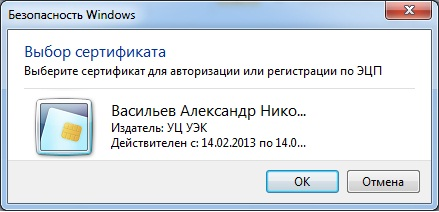 Безопасность Windows
Выбор сертификата
Выберите сертификат для авторизации или регистрации по ЭЦП
Васильев Александр Нико...
Издатель: УЦ УЭК
Действителен с: 14.02.2013 по 14.0...
ОК
Отмена